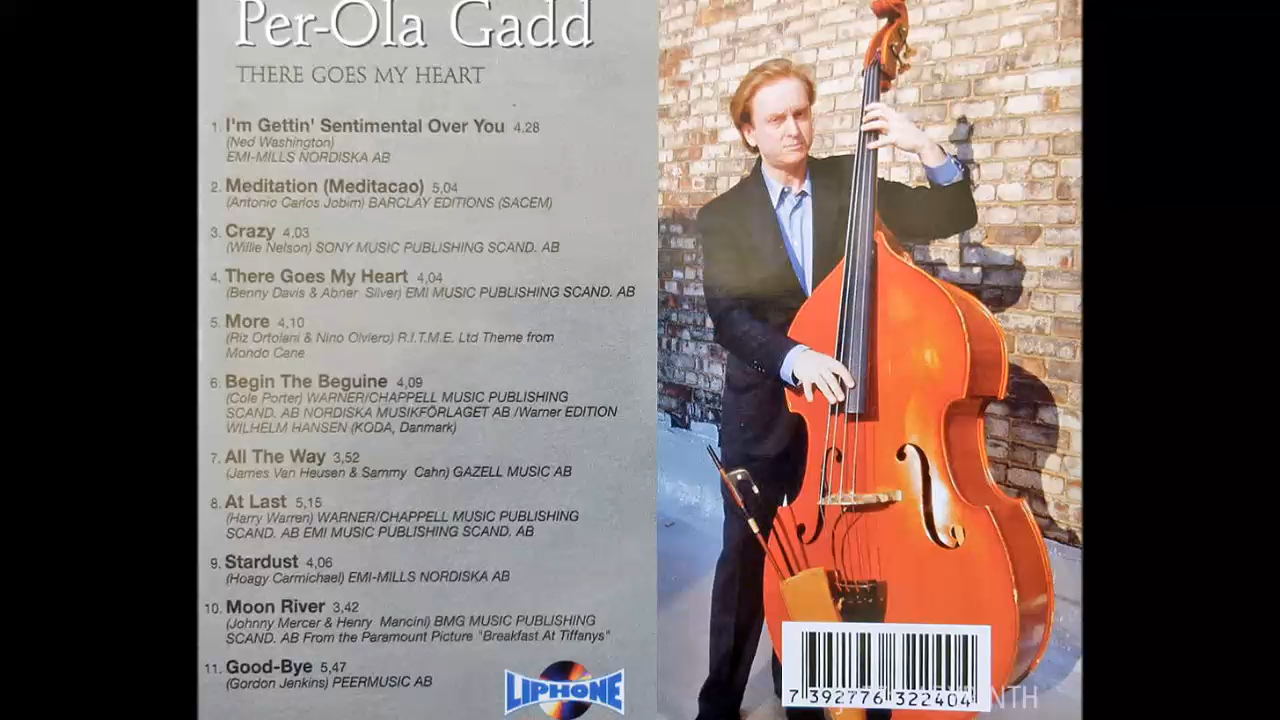 Per-Ola Gadd
THERE GOES MY HEART
1. I'm Gettin' Sentimental Over You 4.28
(Ned Washington)
EMI-MILLS NORDISKA AB
2. Meditation (Meditacao) 5,04
(Antonio Carlos Jobim) BARCLAY EDITIONS (SACEM)
3. Crazy 4.03
(Willie Nelson) SONY MUSIC PUBLISHING SCAND. AB
4. There Goes My Heart 4,04
(Benny Davis & Abner Silver) EMI MUSIC PUBLISHING SCAND. AB
5. More 4,10
(Riz Ortolani & Nino Olviero) R.I.T.M.E. Ltd Theme from
Mondo Cane
6. Begin The Beguine 4,09
(Cole Porter) WARNER/CHAPPELL MUSIC PUBLISHING
SCAND. AB NORDISKA MUSIKFÖRLAGET AB /Warner EDITION
WILHELM HANSEN (KODA, Danmark)
7. All The Way 3,52
(James Van Heusen & Sammy Cahn) GAZELL MUSIC AB
8. At Last 5,15
(Harry Warren) WARNER/CHAPPELL MUSIC PUBLISHING
SCAND. AB EMI MUSIC PUBLISHING SCAND. AB
9. Stardust 4,06
(Hoagy Carmichael) EMI-MILLS NORDISKA AB
10. Moon River 3,42
(Johnny Mercer & Henry Mancini) BMG MUSIC PUBLISHING
SCAND. AB From the Paramount Picture "Breakfast At Tiffanys"
11. Good-Bye 5,47
(Gordon Jenkins) PEERMUSIC AB
LIPHONE
7 392776 322404